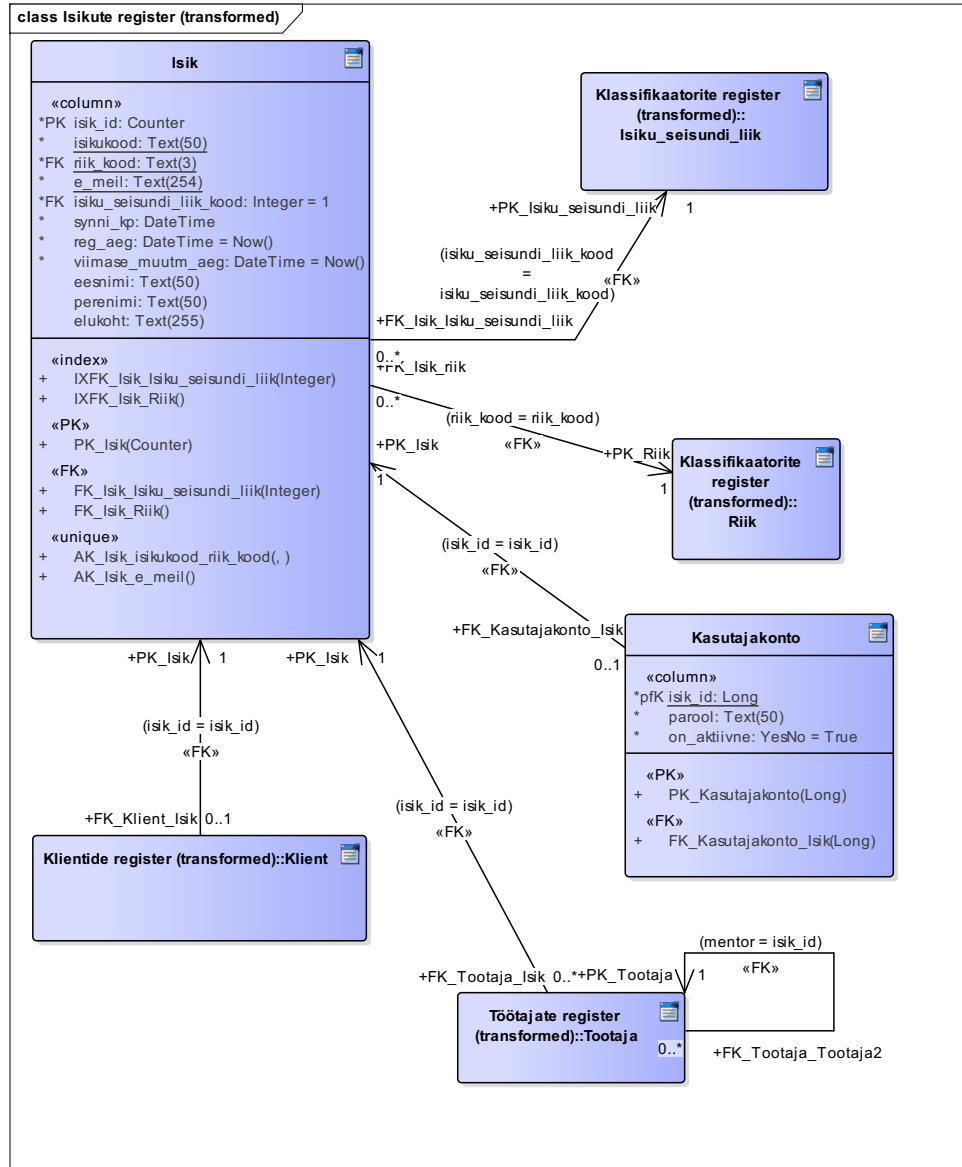 class Isikute register (transformed)
Isik
«column»
*PK isik_id: Counter
* isikukood: Text(50)
*FK riik_kood: Text(3)
* e_meil: Text(254)
*FK isiku_seisundi_liik_kood: Integer = 1
* synni_kp: DateTime
* reg_aeg: DateTime = Now()
* viimase_muutm_aeg: DateTime = Now()
eesnimi: Text(50)
perenimi: Text(50)
elukoht: Text(255)
«index»
+ IXFK_Isik_Isiku_seisundi_liik(Integer)
+ IXFK_Isik_Riik()
«PK»
+ PK_Isik(Counter)
«FK»
+ FK_Isik_Isiku_seisundi_liik(Integer)
+ FK_Isik_Riik()
«unique»
+ AK_Isik_isikukood_riik_kood(, )
+ AK_Isik_e_meil()
Klassifikaatorite register
(transformed)::
Isiku_seisundi_liik
+PK_Isiku_seisundi_liik 1
(isiku_seisundi_liik_kood
=
isiku_seisundi_liik_kood)
«FK»
+FK_Isik_Isiku_seisundi_liik
0..*
+FK_Isik_riik
0..*
(riik_kood = riik_kood)
«FK»
+PK_Riik
1
Klassifikaatorite
register
(transformed)::
Riik
+PK_Isik
1
(isik_id = isik_id)
«FK»
+FK_Kasutajakonto_Isik
0..1
Kasutajakonto
«column»
*pfK isik_id: Long
* parool: Text(50)
* on_aktiivne: YesNo = True
«PK»
+ PK_Kasutajakonto(Long)
«FK»
+ FK_Kasutajakonto_Isik(Long)
+PK_Isik 1
(isik_id = isik_id)
«FK»
+FK_Klient_Isik 0..1
Klientide register (transformed)::Klient
+PK_Isik 1
(isik_id = isik_id)
«FK»
+FK_Tootaja_Isik 0..*
Töötajate register
(transformed)::Tootaja
+PK_Tootaja 1
(mentor = isik_id)
«FK»
0..*
+FK_Tootaja_Tootaja2